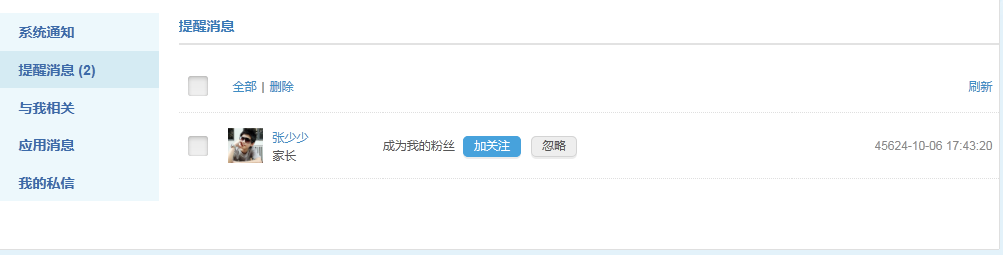 系统通知
提醒消息 (2)
与我相关
应用消息
我的私信
提醒消息
全部 | 删除
刷新
张少少
家长
成为我的粉丝 加关注 忽略
45624-10-06 17:43:20